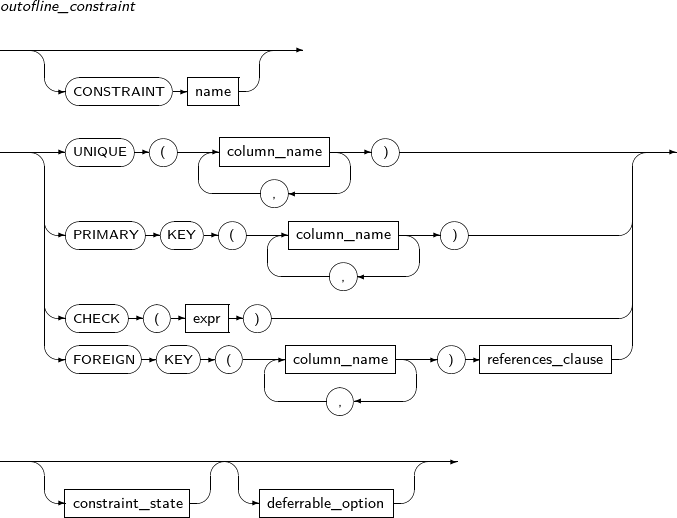 outofline_constraint
CONSTRAINT name
UNIQUE ( column_name )
,
PRIMARY KEY ( column_name )
,
CHECK ( expr )
FOREIGN KEY ( column_name ) references_clause
,
constraint_state deferrable_option